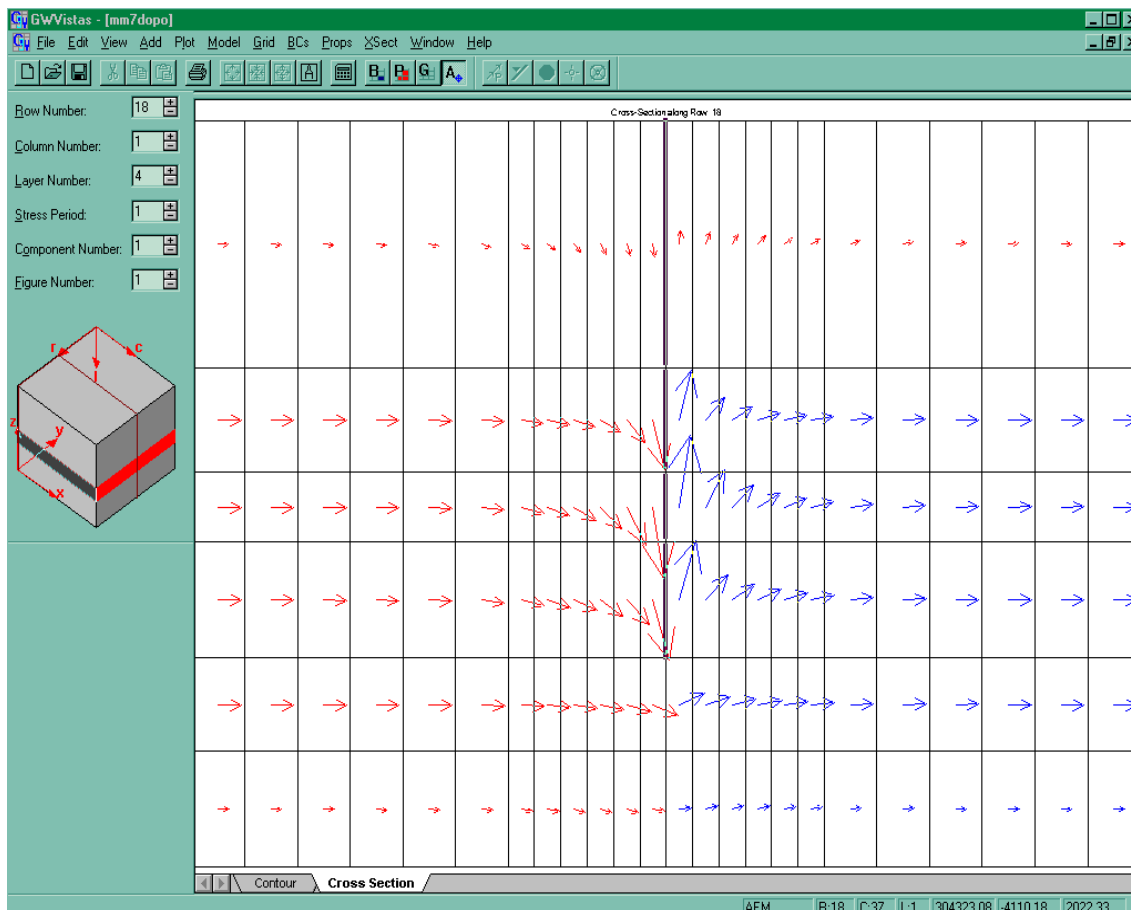 GWVistas - [mm7dopo]
File Edit View Add Plot Model Grid BCs Props XSect Window Help
Row Number: 18
Column Number: 1
Layer Number: 4
Stress Period: 1
Component Number: 1
Figure Number: 1
Cross-Section along Row 18
r c
l
z y
x
Contour Cross Section
AEM R:18 C:37 L:1 304323.08 -4110.18 2022.33